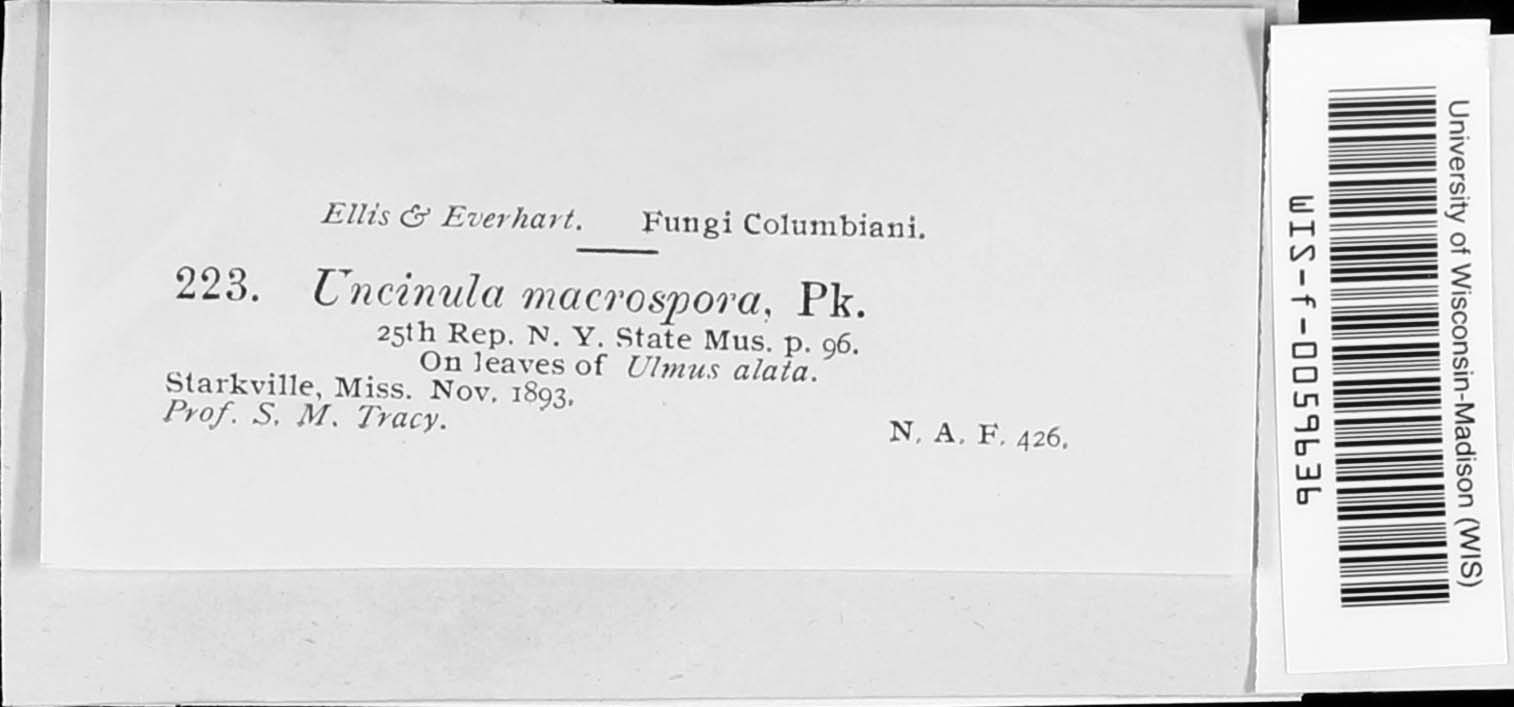 Ellis & Everhart. Fungi Columbiani.
223. Uncinula macrospora, Pk.
25th Rep. N. Y. State Mus. p. 96.
On leaves of Ulmus alata.
Starkville, Miss. Nov. 1893.
Prof. S. M. Tracy.
N. A. F. 426.
University of Wisconsin-Madison (WIS)
WIS-f-0059636